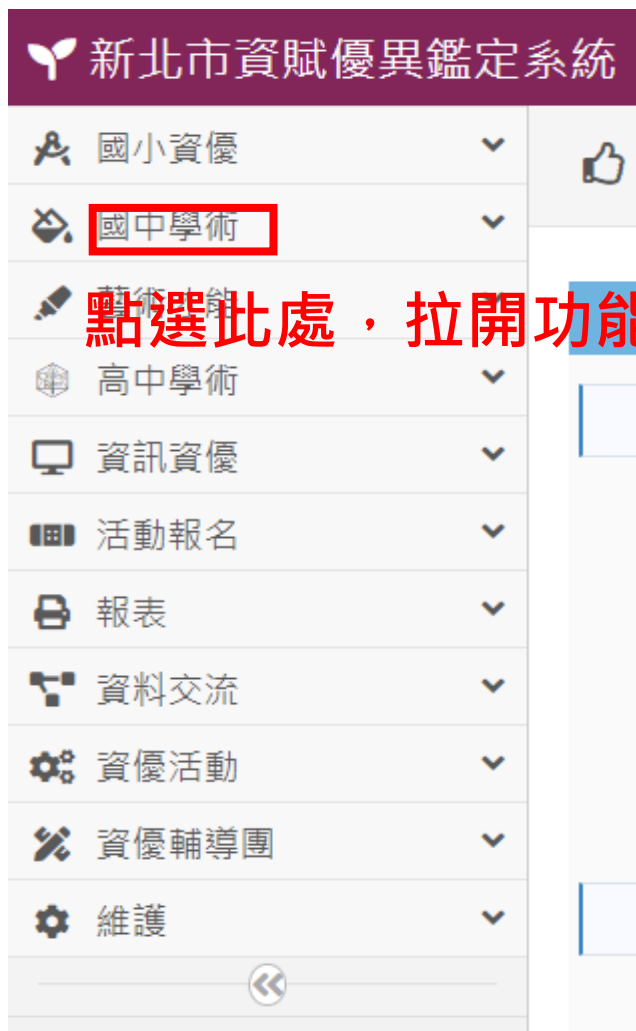 新北市資賦優異鑑定系統
國小資優
國中學術
點選此處，拉開功能
高中學術
資訊資優
活動報名
報表
資料交流
資優活動
資優輔導團
維護